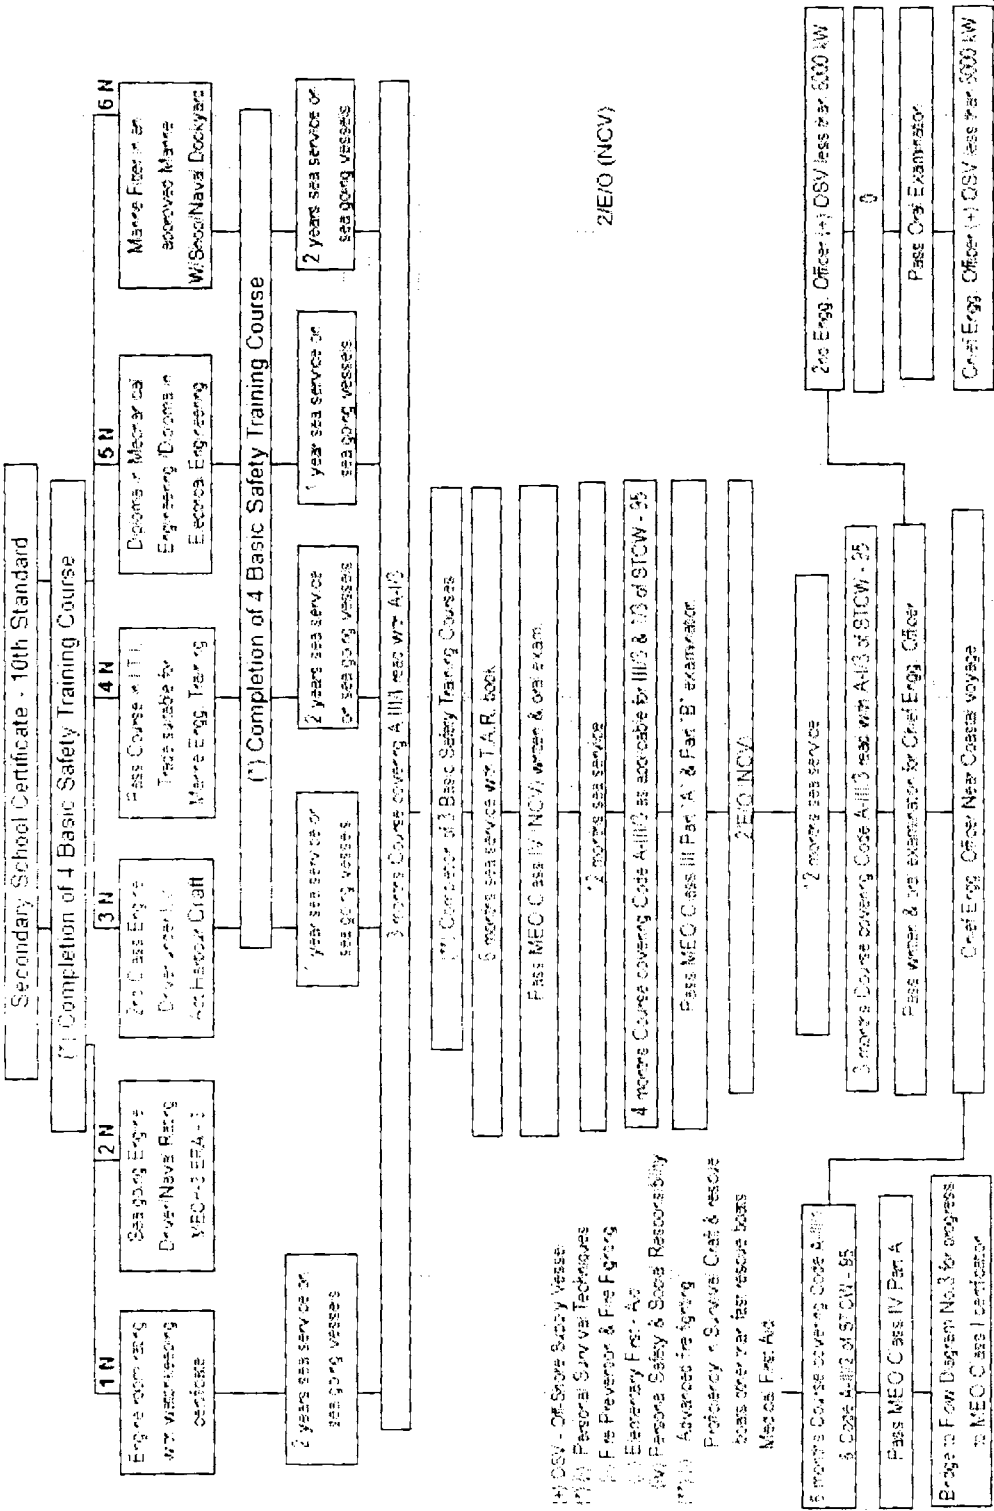 Secondary School Certificate - 10th Standard
(*) Completion of 4 Basic Safety Training Course
1 N
Engine room rating
with watchkeeping
certificate
2 N
Sea going Engine
Driver/Naval Rating
3 N
2nd Class Engine
Driver under I.V.
Act Harbour Craft
4 N
Pass Course in I.T.I.
Trade suitable for
Marine Engg. Training
5 N
Diploma in Mechanical
Engineering /Diploma in
Electrical Engineering
6 N
Marine Fitter in an
approved Marine
W/Shop/Naval Dockyard
(*) Completion of 4 Basic Safety Training Course
2 years sea service on
sea going vessels
1 year sea service on
sea going vessels
2 years sea service
on sea going vessels
1 year sea service on
sea going vessels
2 years sea service on
sea going vessels
3 months Course covering A-III/1 read with A-I/3
(**) Completion of 3 Basic Safety Training Courses
6 months sea service with T.A.R. book
Pass MEO Class IV (NCV) written & oral exam.
12 months sea service
4 months Course covering Code A-III/3 as applicable for III/3 & 1/3 of STCW - 95
Pass MEO Class III Part 'A' & Part 'B' examination
2/E/O (NCV)
12 months sea service
3 months Course covering Code A-III/3 read with A-I/3 of STCW - 95
Pass written & oral examination for Chief Engg. Officer
Chief Engg. Officer Near Coastal Voyage
2/E/O (NCV)
2nd Engg. Officer (+) OSV less than 6000 kW
Pass Oral Examination
Chief Engg. Officer (+) OSV less than 6000 kW
(+) OSV - Off-Shore Supply Vessel
Personal Survival Techniques
Fire Prevention & Fire Fighting
Elementary First - Aid
(iv) Personal Safety & Social Responsibility
Advanced fire fighting
Proficiency in Survival Craft & rescue
boats other than fast rescue boats
Medical First Aid
6 months Course covering Code A-III/1
& Code A-III/2 of STCW - 95
Pass MEO Class IV Part A
Bridge to Flow Diagram No.3 for progress
to MEO Class I certification